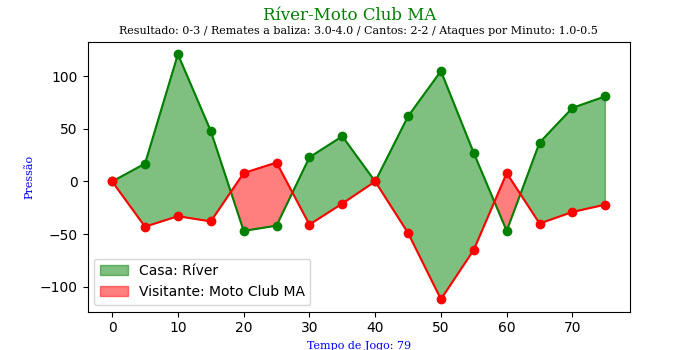 Ríver-Moto Club MA
Resultado: 0-3 / Remates a baliza: 3.0-4.0 / Cantos: 2-2 / Ataques por Minuto: 1.0-0.5
Pressão
100
50
0
−50
−100
Casa: Ríver
Visitante: Moto Club MA
0 10 20 30 40 50 60 70
Tempo de Jogo: 79